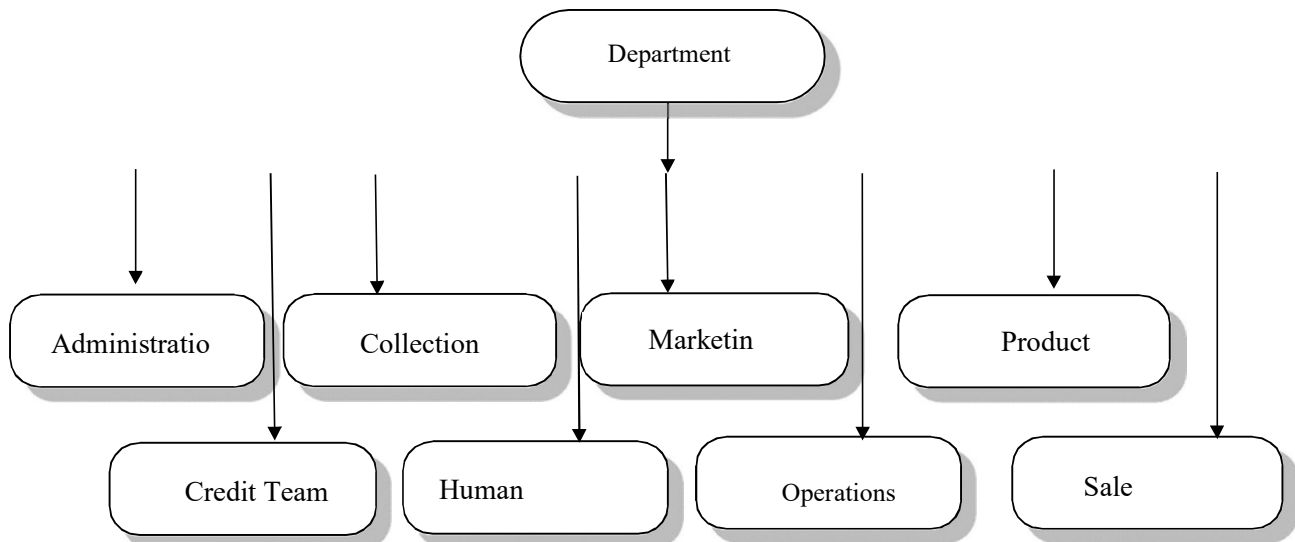 Department
Administratio
Collection
Marketin
Product
Credit Team
Human
Operations
Sale